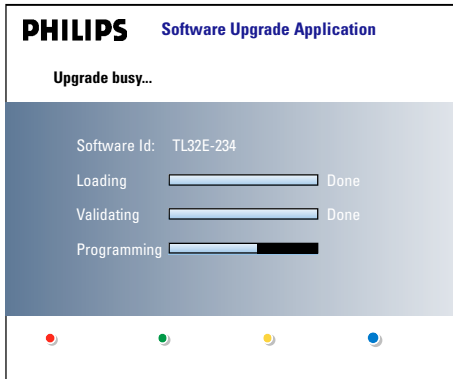 PHILIPS Software Upgrade Application
Upgrade busy...
Software Id: TL32E-234
Loading Done
Validating Done
Programming